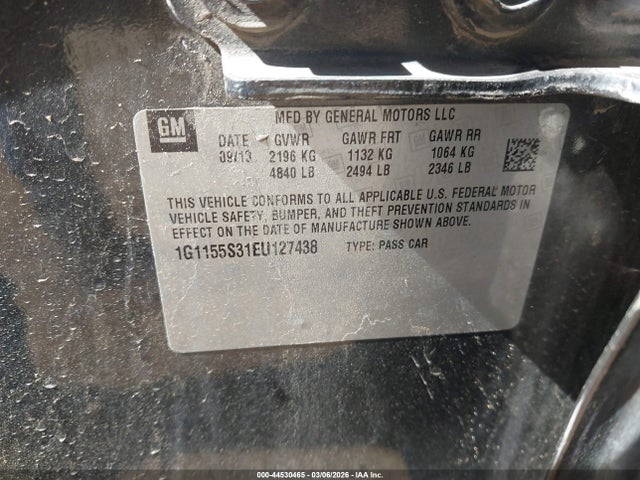 GM
MFD BY GENERAL MOTORS LLC
DATE GVWR GAWR FRT GAWR RR
09/13 2196 KG 1132 KG 1064 KG
4840 LB 2494 LB 2346 LB
THIS VEHICLE CONFORMS TO ALL APPLICABLE U.S. FEDERAL MOTOR
VEHICLE SAFETY, BUMPER, AND THEFT PREVENTION STANDARDS IN
EFFECT ON THE DATE OF MANUFACTURE SHOWN ABOVE.
1G1155S31EU127438 TYPE: PASS CAR
000-44530465 - 03/06/2026 - © IAA Inc.